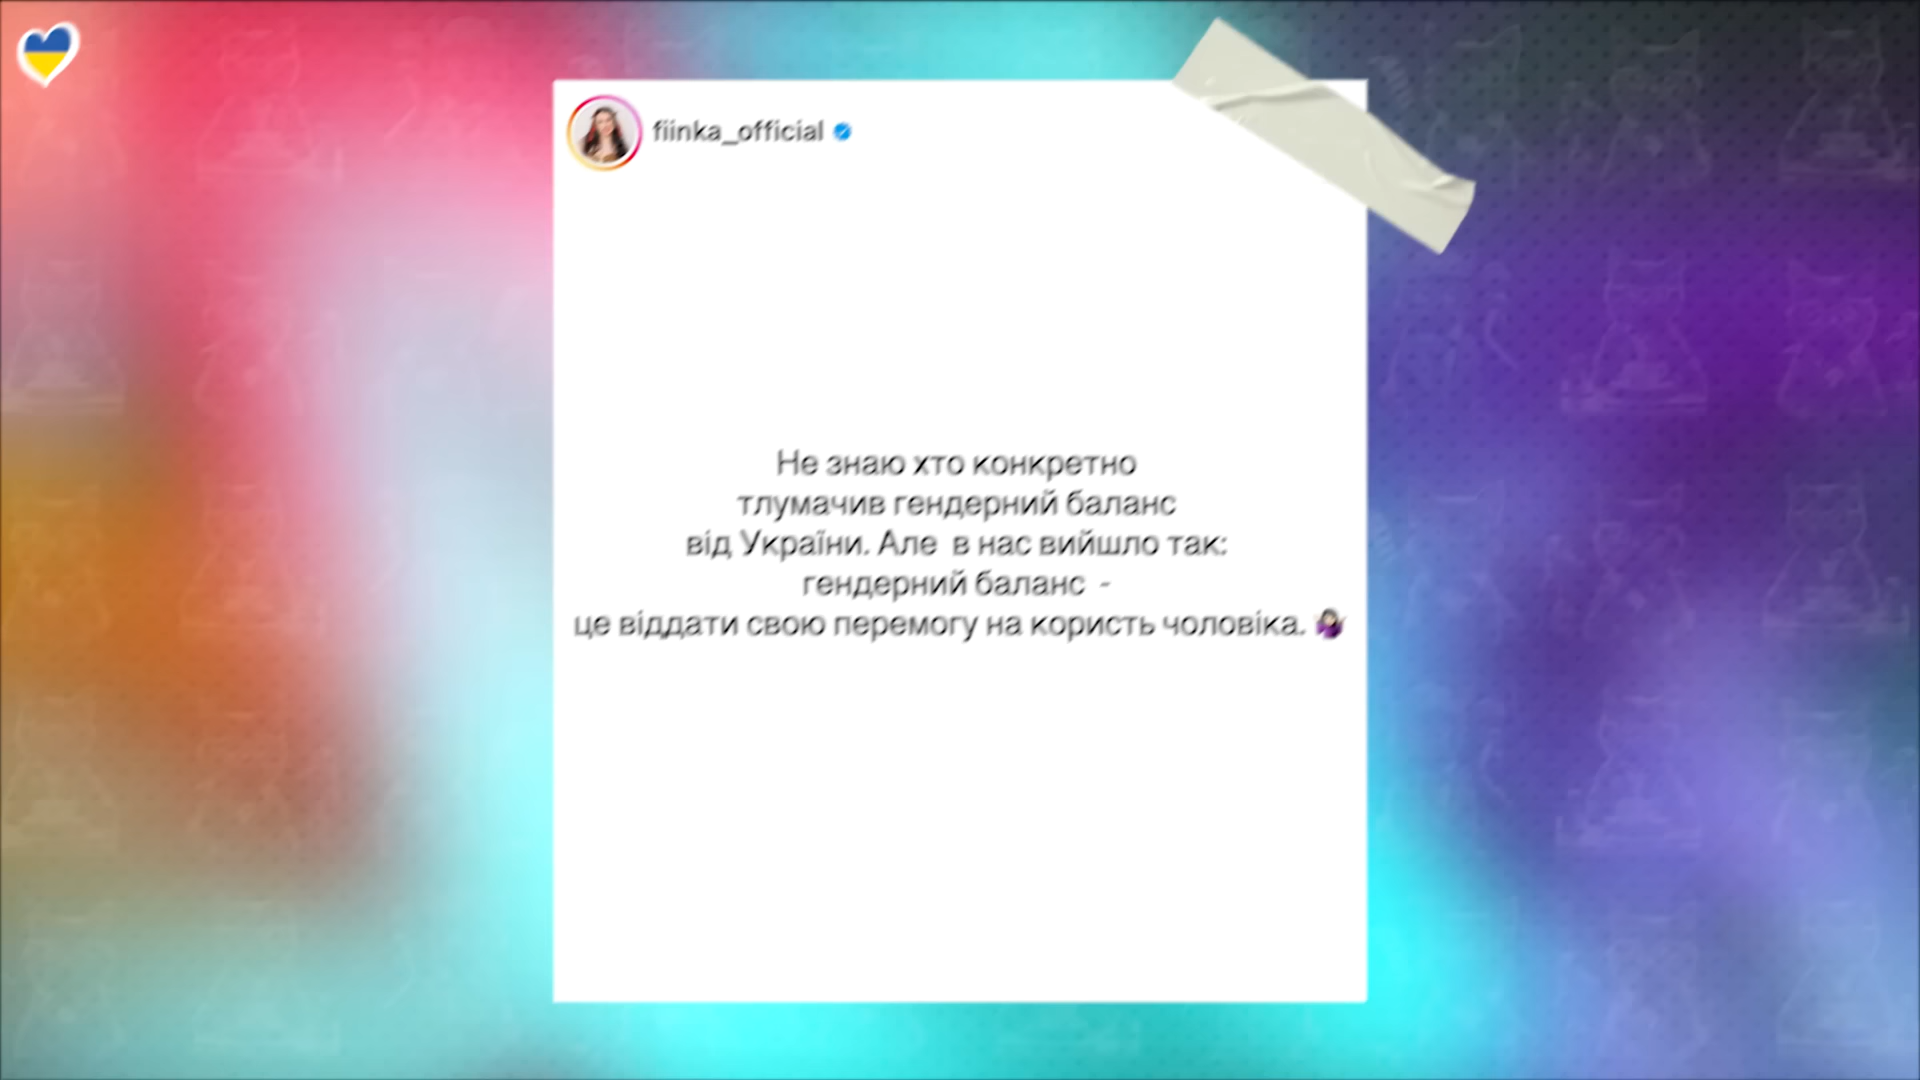 fiinka_official
Не знаю хто конкретно
тлумачив гендерний баланс
від України. Але в нас вийшло так:
гендерний баланс -
це віддати свою перемогу на користь чоловіка. 🤷🏻‍♀️